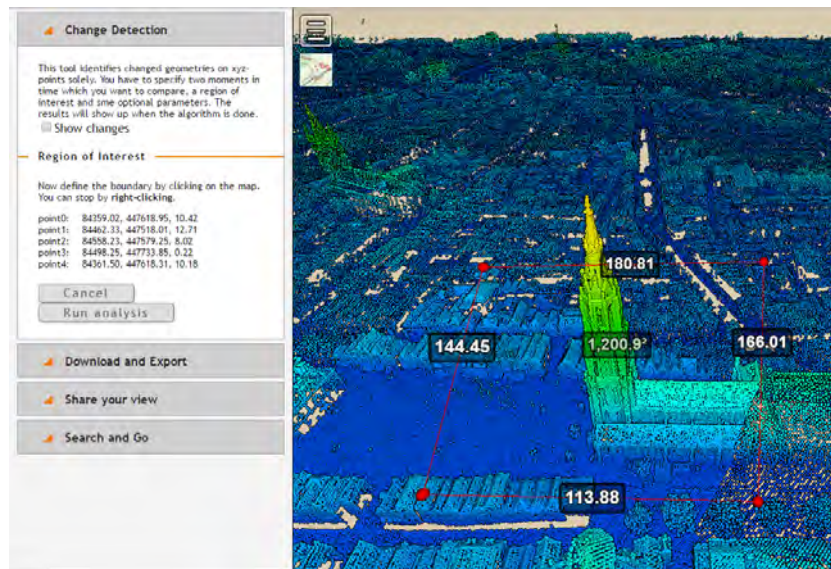 Change Detection
This tool identifies changed geometries on xyz-
points solely. You have to specify two moments in
time which you want to compare, a region of
interest and sme optional parameters. The
results will show up when the algorithm is done.
Show changes
Region of Interest
Now define the boundary by clicking on the map.
You can stop by right-clicking.
point0: 84359.02, 447618.95, 10.42
point1: 84462.33, 447518.01, 12.71
point2: 84558.23, 447579.25, 8.02
point3: 84498.25, 447733.85, 0.22
point4: 84361.50, 447618.31, 10.18
Cancel
Run analysis
Download and Export
Share your view
Search and Go
180.81
144.45
1,200.9²
166.01
113.88